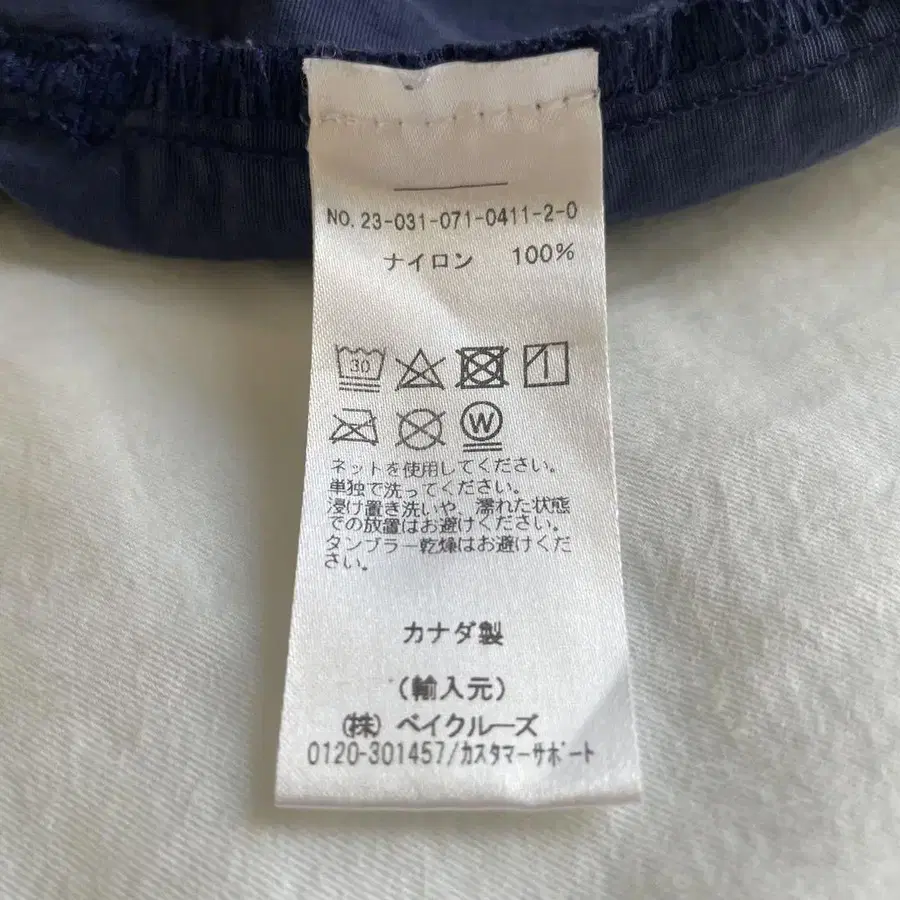 NO. 23-031-071-0411-2-0
ナイロン 100%
30
W
ネットを使用してください。
単独で洗ってください。
浸け置き洗いや、濡れた状態
での放置はお避けください。
タンブラー乾燥はお避けくだ
さい。
カナダ製
(輸入元)
(株) ベイクルーズ
0120-301457/カスタマーサポート